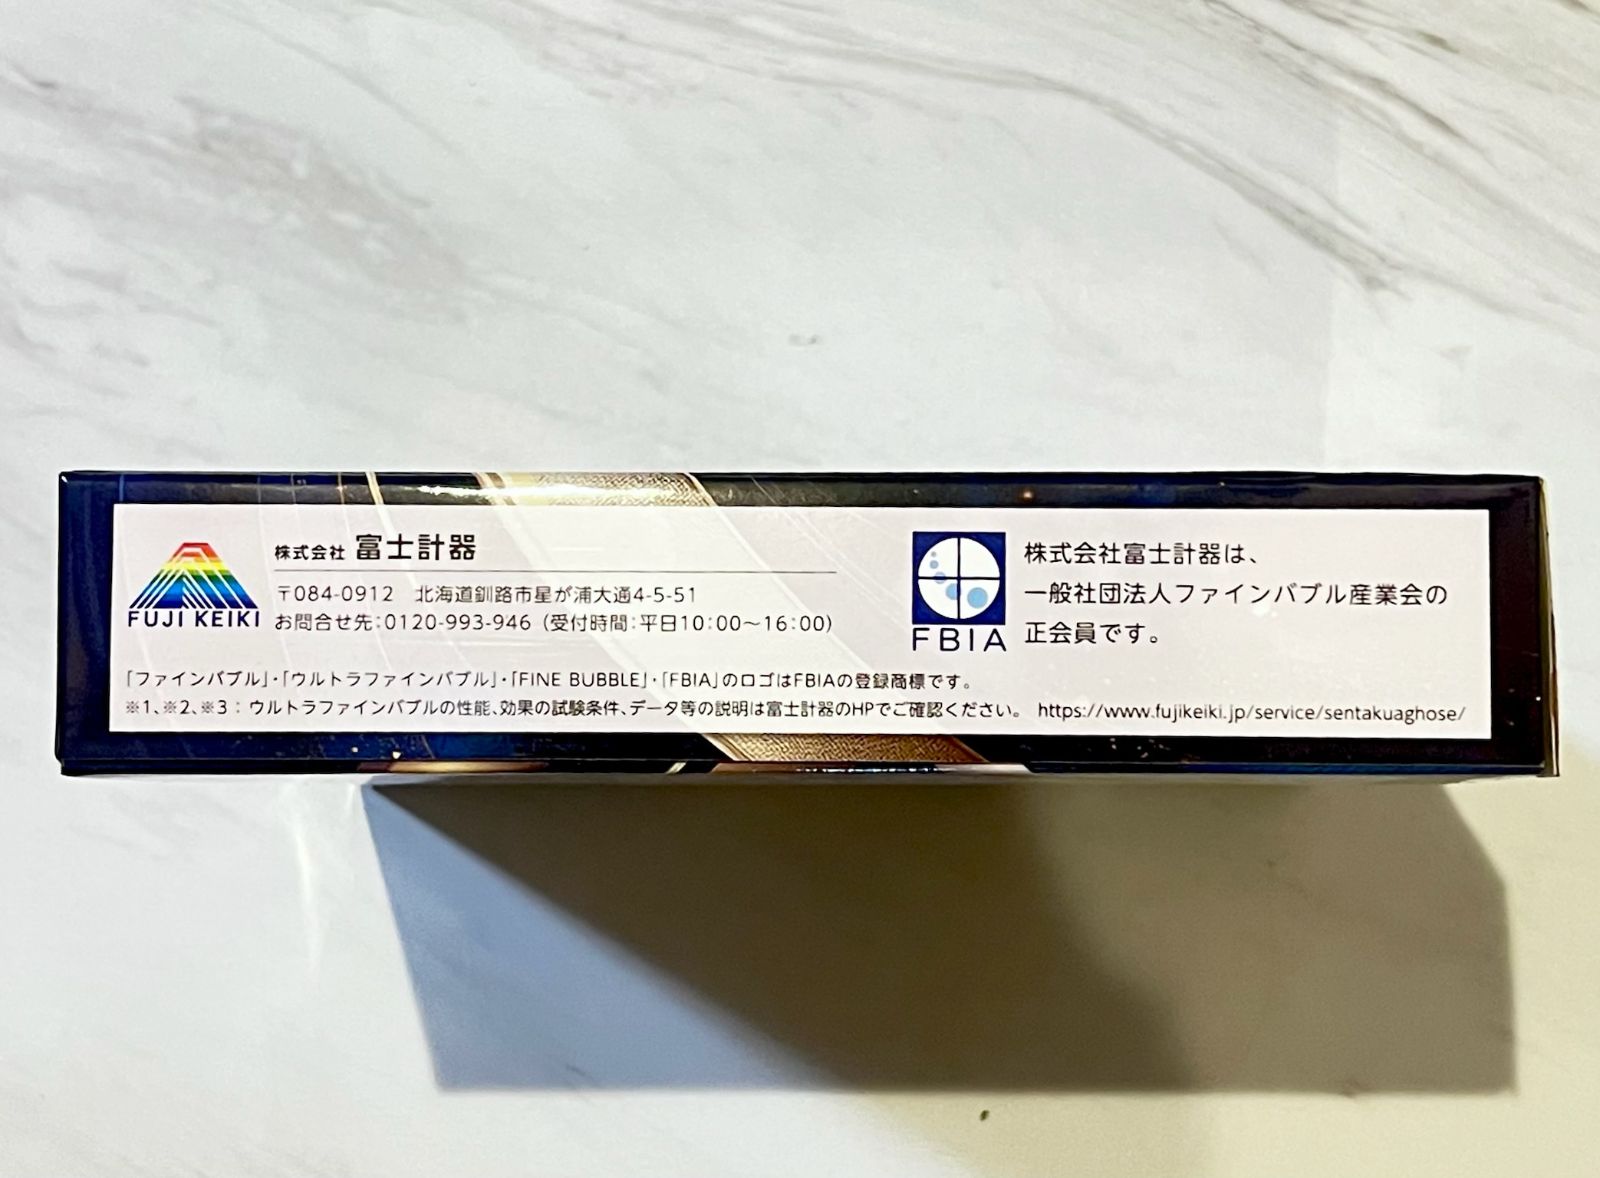 FUJI KEIKI
株式会社 富士計器
〒084-0912 北海道釧路市星が浦大通4-5-51
お問合せ先:0120-993-946(受付時間:平日10:00〜16:00)
FBIA
株式会社富士計器は、
一般社団法人ファインバブル産業会の
正会員です。
「ファインバブル」・「ウルトラファインバブル」・「FINE BUBBLE」・「FBIA」のロゴはFBIAの登録商標です。
※1、※2、※3:ウルトラファインバブルの性能、効果の試験条件、データ等の説明は富士計器のHPでご確認ください。 https://www.fujikeiki.jp/service/sentakuaghose/